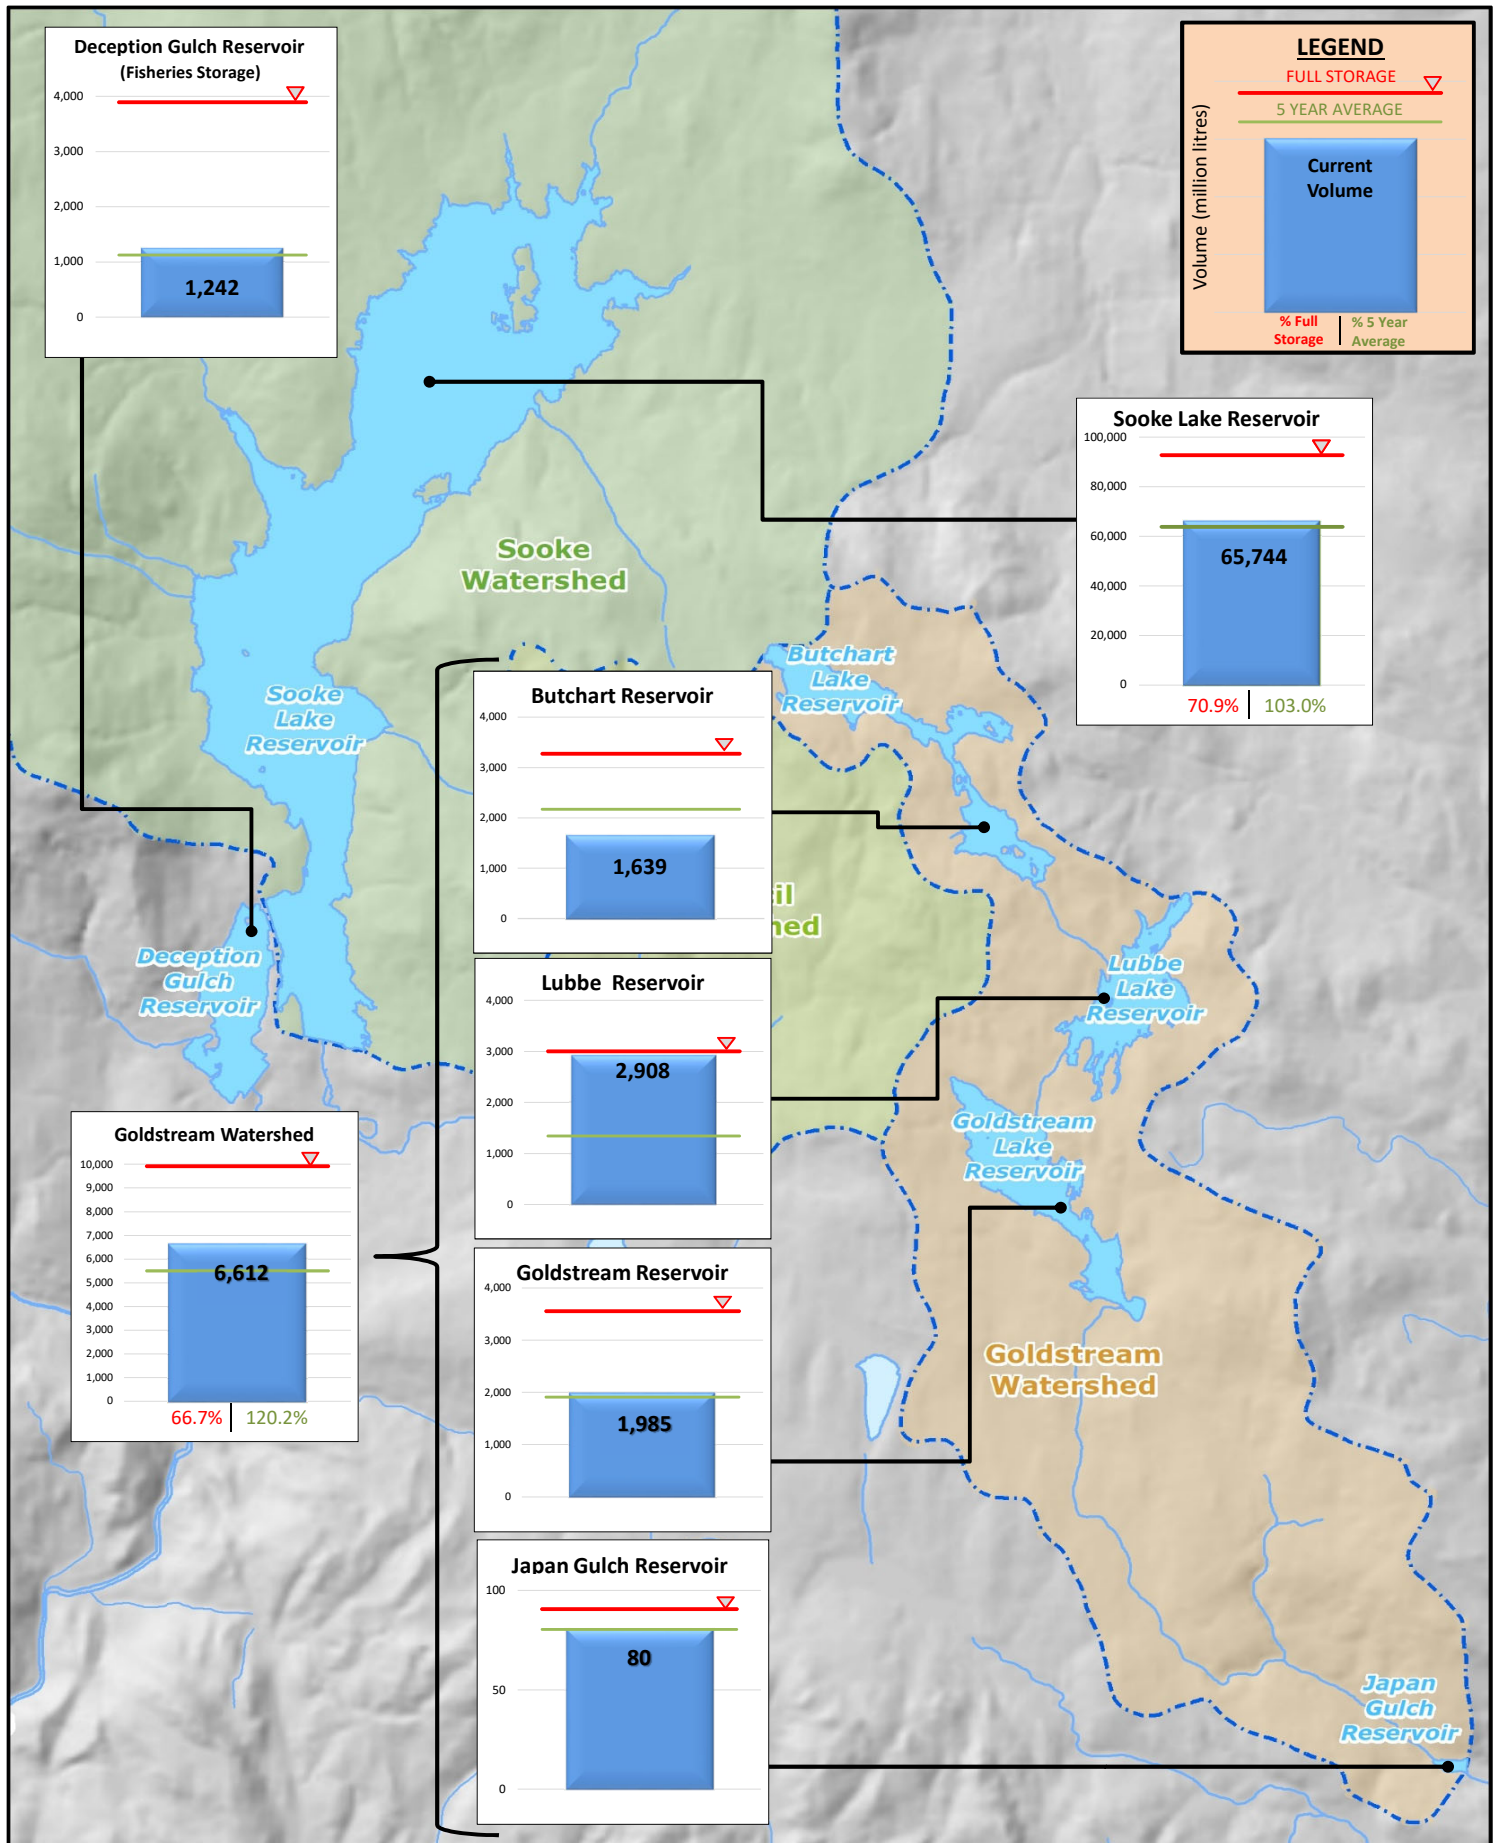 Deception Gulch Reservoir
(Fisheries Storage)
4,000
3,000
2,000
1,000
0
1,242
LEGEND
FULL STORAGE
5 YEAR AVERAGE
Volume (million litres)
Current
Volume
% Full
Storage
% 5 Year
Average
Sooke Lake Reservoir
100,000
80,000
60,000
40,000
20,000
0
65,744
70.9%
103.0%
Sooke
Watershed
Sooke
Lake
Reservoir
Butchart
Lake
Reservoir
Butchart Reservoir
4,000
3,000
2,000
1,000
0
1,639
il
hed
Deception
Gulch
Reservoir
Lubbe
Lake
Reservoir
Lubbe Reservoir
4,000
3,000
2,000
1,000
0
2,908
Goldstream
Lake
Reservoir
Goldstream Watershed
10,000
9,000
8,000
7,000
6,000
5,000
4,000
3,000
2,000
1,000
0
6,612
66.7%
120.2%
Goldstream Reservoir
4,000
3,000
2,000
1,000
0
1,985
Goldstream
Watershed
Japan Gulch Reservoir
100
50
0
80
Japan
Gulch
Reservoir